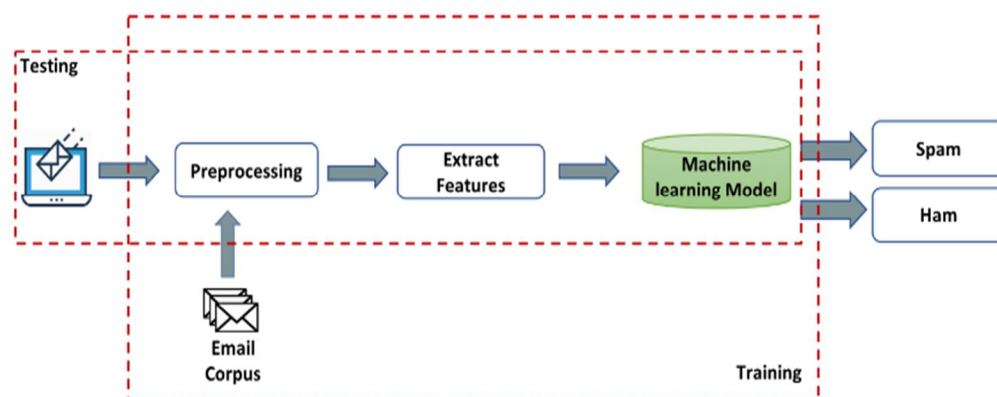 Testing
Preprocessing
Extract
Features
Machine
learning Model
Spam
Ham
Email
Corpus
Training